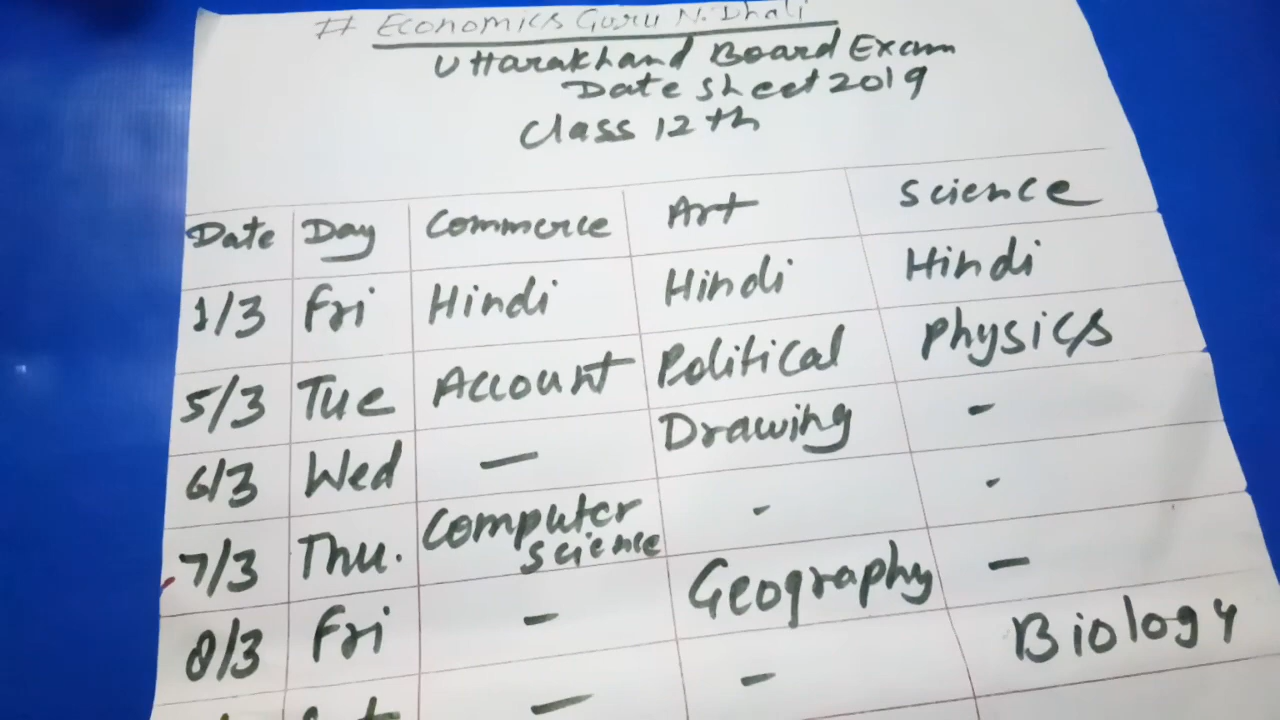 # Economics Guru N. Dhali
Uttarakhand Board Exam
Date sheet 2019
Class 12th
Date Day Commerce Art Science
1/3 Fri Hindi Hindi Hindi
5/3 Tue Account Political Physics
6/3 Wed — Drawing -
7/3 Thu. Computer science - -
8/3 Fri - Geography —
— - Biology